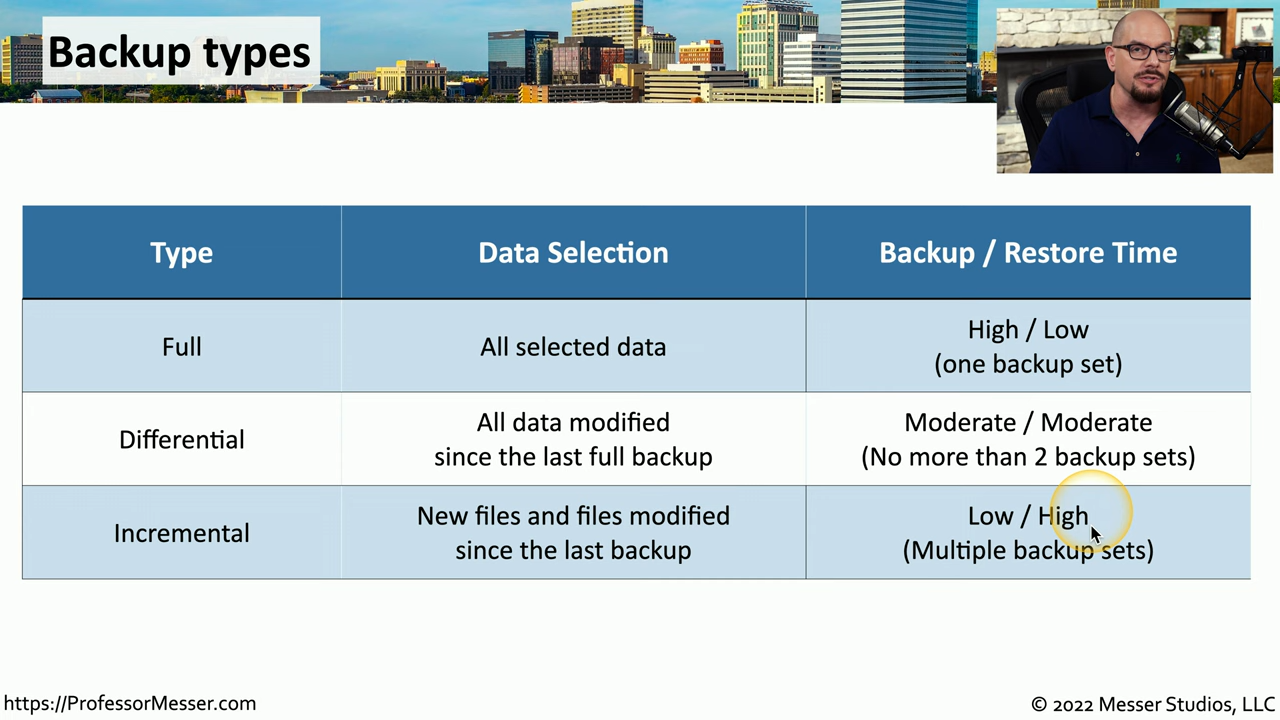 Backup types
Type
Data Selection
Backup / Restore Time
Full
All selected data
High / Low
(one backup set)
Differential
All data modified
since the last full backup
Moderate / Moderate
(No more than 2 backup sets)
Incremental
New files and files modified
since the last backup
Low / High
(Multiple backup sets)
https://ProfessorMesser.com
© 2022 Messer Studios, LLC